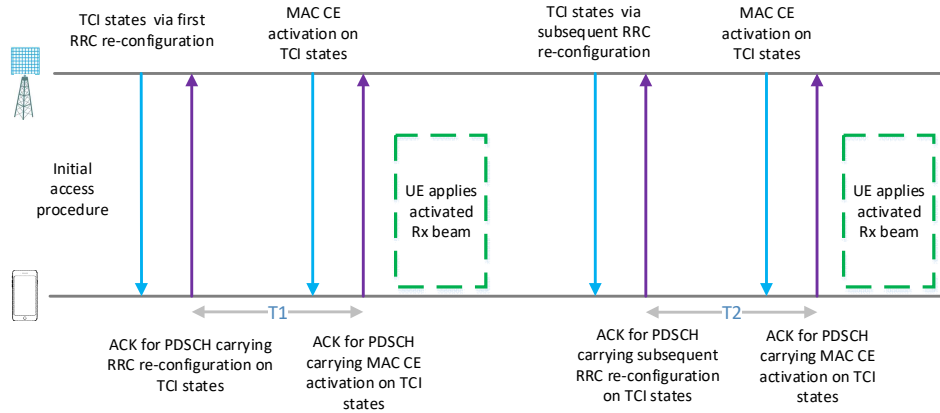 TCI states via first
RRC re-configuration
MAC CE
activation on
TCI states
TCI states via
subsequent RRC
re-configuration
MAC CE
activation on
TCI states
Initial
access
procedure
UE applies
activated
Rx beam
UE applies
activated
Rx beam
T1
T2
ACK for PDSCH carrying
RRC re-configuration on
TCI states
ACK for PDSCH
carrying MAC CE
activation on TCI
states
ACK for PDSCH
carrying subsequent
RRC re-configuration
on TCI states
ACK for PDSCH
carrying MAC CE
activation on TCI
states